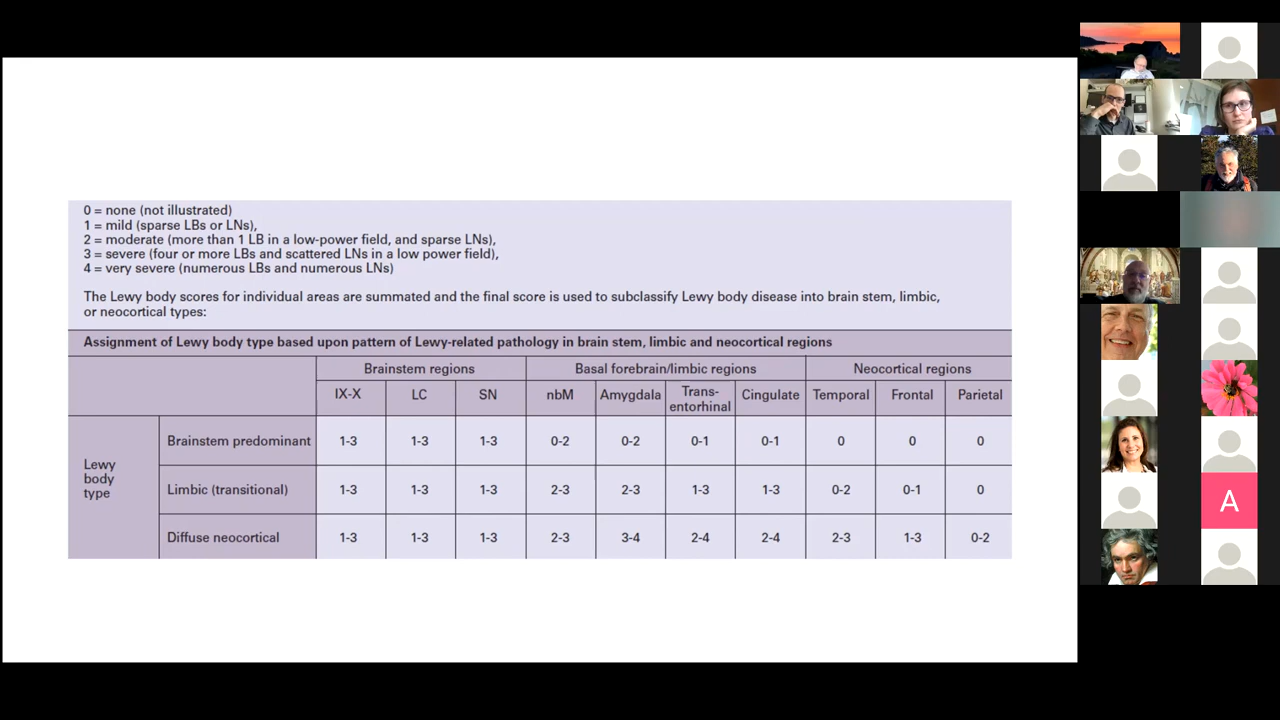 0 = none (not illustrated)
1 = mild (sparse LBs or LNs),
2 = moderate (more than 1 LB in a low-power field, and sparse LNs),
3 = severe (four or more LBs and scattered LNs in a low power field),
4 = very severe (numerous LBs and numerous LNs)
The Lewy body scores for individual areas are summated and the final score is used to subclassify Lewy body disease into brain stem, limbic,
or neocortical types:
Assignment of Lewy body type based upon pattern of Lewy-related pathology in brain stem, limbic and neocortical regions
Brainstem regions Basal forebrain/limbic regions Neocortical regions
IX-X LC SN nbM Amygdala Trans-
entorhinal Cingulate Temporal Frontal Parietal
Lewy
body
type
Brainstem predominant 1-3 1-3 1-3 0-2 0-2 0-1 0-1 0 0 0
Limbic (transitional) 1-3 1-3 1-3 2-3 2-3 1-3 1-3 0-2 0-1 0
Diffuse neocortical 1-3 1-3 1-3 2-3 3-4 2-4 2-4 2-3 1-3 0-2
A